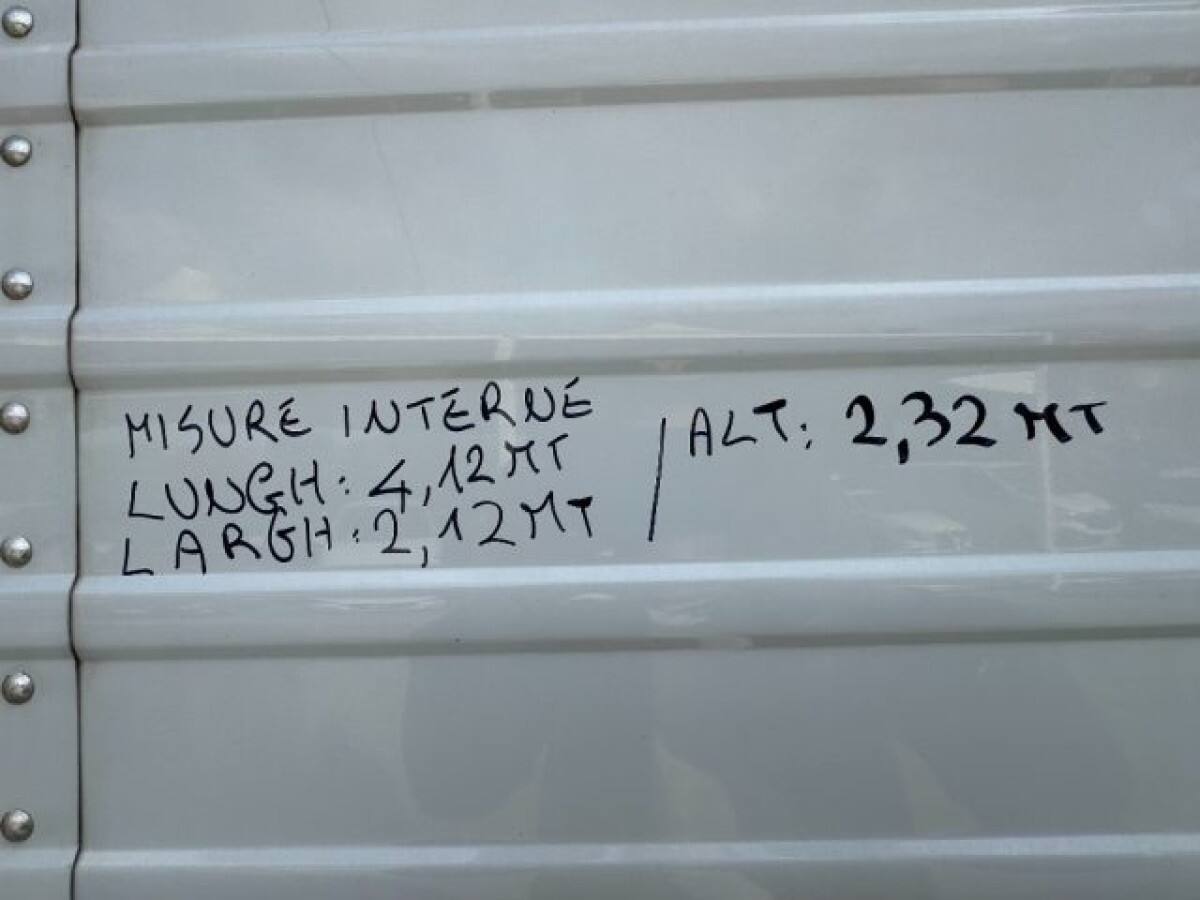 MISURE INTERNE
LUNGH: 4,12 MT
LARGH: 2,12 MT
/ ALT: 2,32 MT